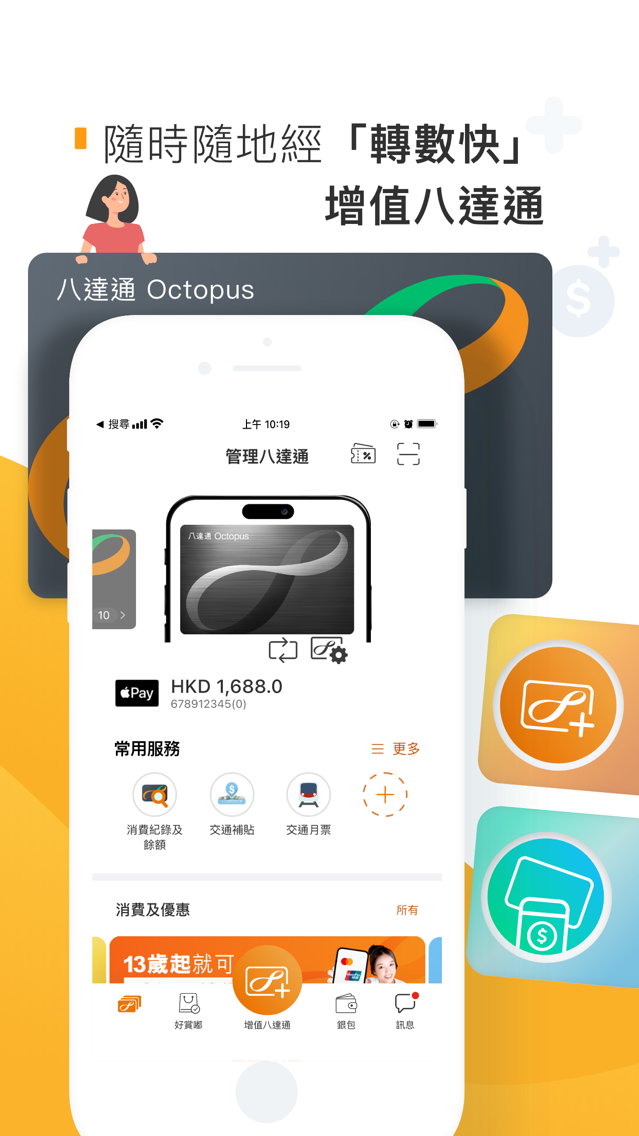 隨時隨地經「轉數快」
增值八達通
八達通 Octopus
搜尋
上午 10:19
管理八達通
八達通 Octopus
10
Pay
HKD 1,688.0
678912345(0)
常用服務
更多
消費紀錄及
餘額
交通補貼
交通月票
消費及優惠
所有
13歲起就可
好賞嘟
增值八達通
銀包
訊息